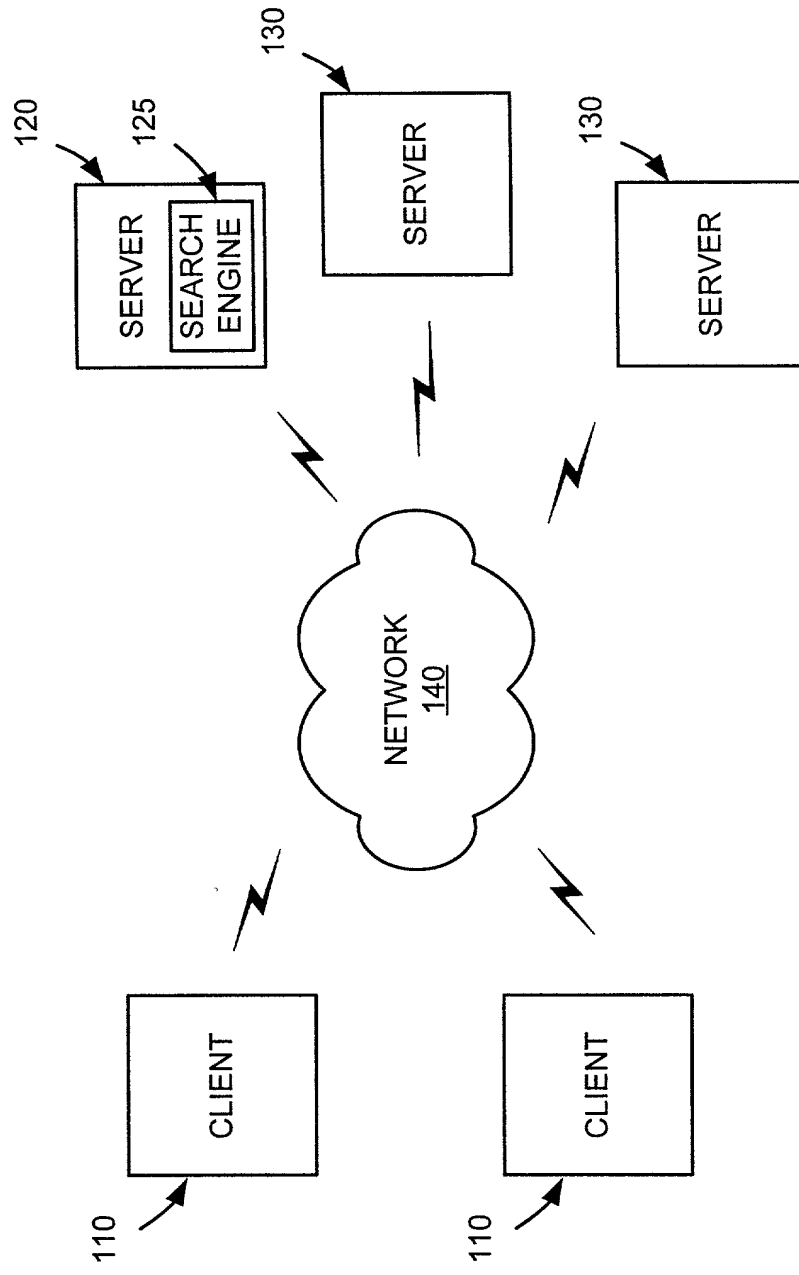 110
CLIENT
110
CLIENT
NETWORK
140
120
SERVER
125
SEARCH
ENGINE
130
SERVER
130
SERVER